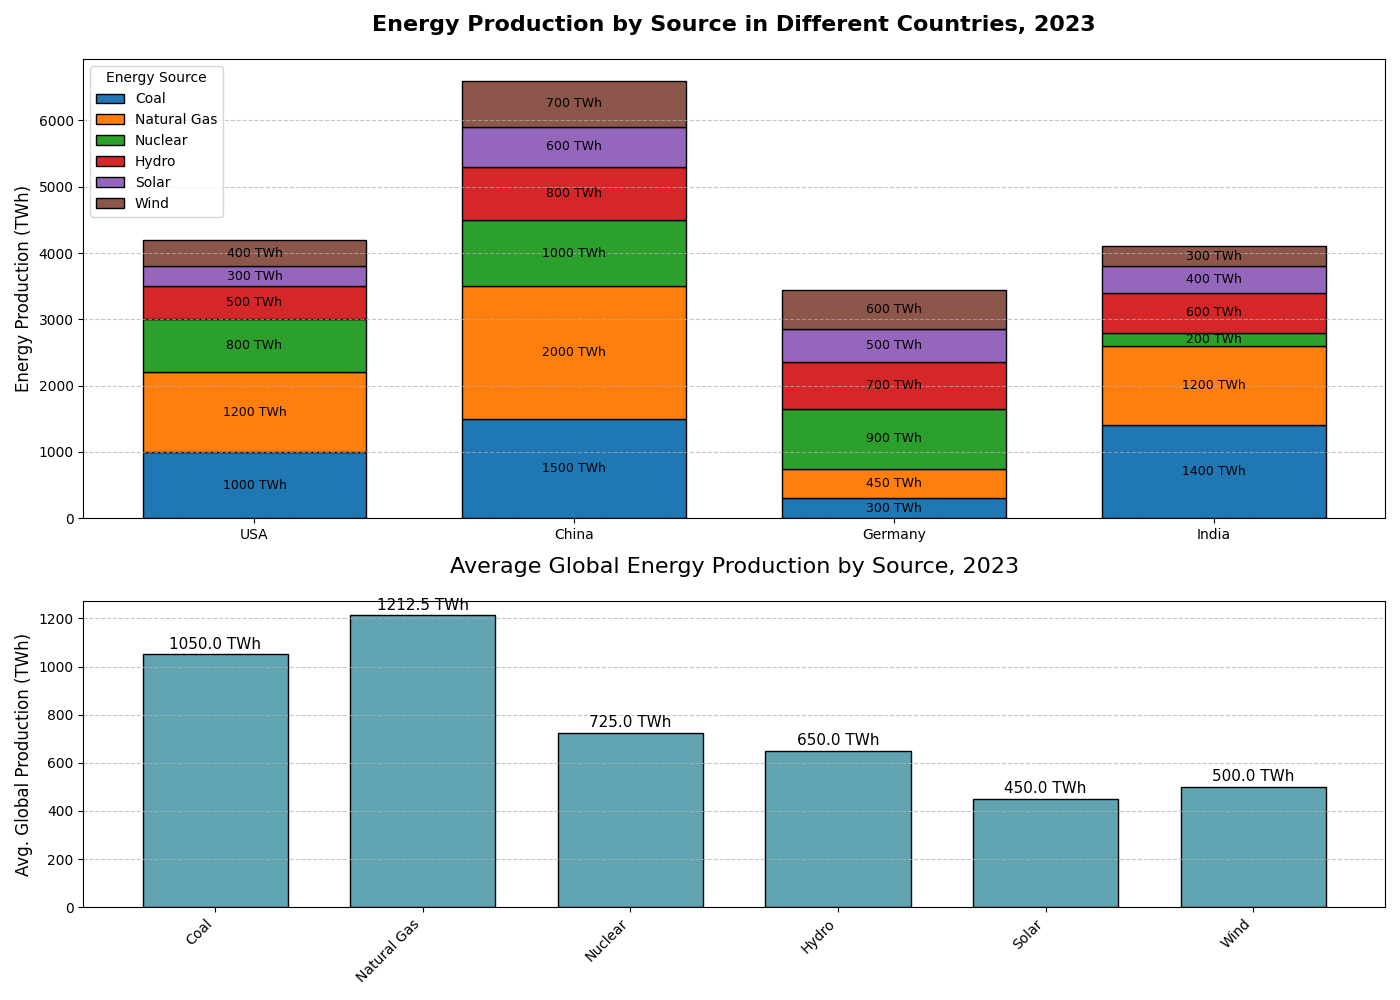 Energy Production by Source in Different Countries, 2023
Energy Production (TWh)
6000
5000
4000
3000
2000
1000
0
Energy Source
Coal
Natural Gas
Nuclear
Hydro
Solar
Wind
400 TWh
300 TWh
500 TWh
800 TWh
1200 TWh
1000 TWh
700 TWh
600 TWh
800 TWh
1000 TWh
2000 TWh
1500 TWh
600 TWh
500 TWh
700 TWh
900 TWh
450 TWh
300 TWh
300 TWh
400 TWh
600 TWh
200 TWh
1200 TWh
1400 TWh
USA China Germany India
Average Global Energy Production by Source, 2023
Avg. Global Production (TWh)
1200
1000
800
600
400
200
0
1050.0 TWh
1212.5 TWh
725.0 TWh
650.0 TWh
450.0 TWh
500.0 TWh
Coal
Natural Gas
Nuclear
Hydro
Solar
Wind